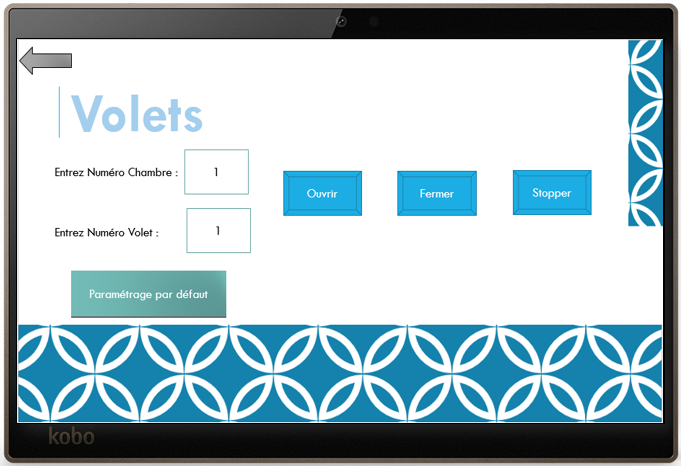 Volets
Entrez Numéro Chambre : 1
Ouvrir Fermer Stopper
Entrez Numéro Volet : 1
Paramétrage par défaut
kobo